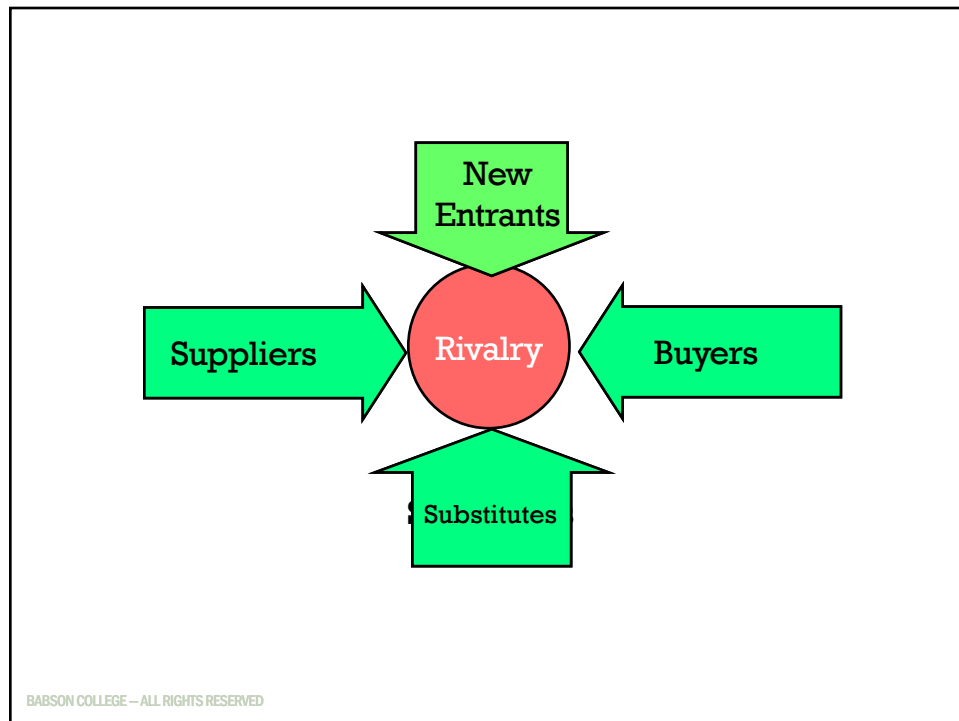 New
Entrants
Suppliers
Rivalry
Buyers
Substitutes
BABSON COLLEGE – ALL RIGHTS RESERVED